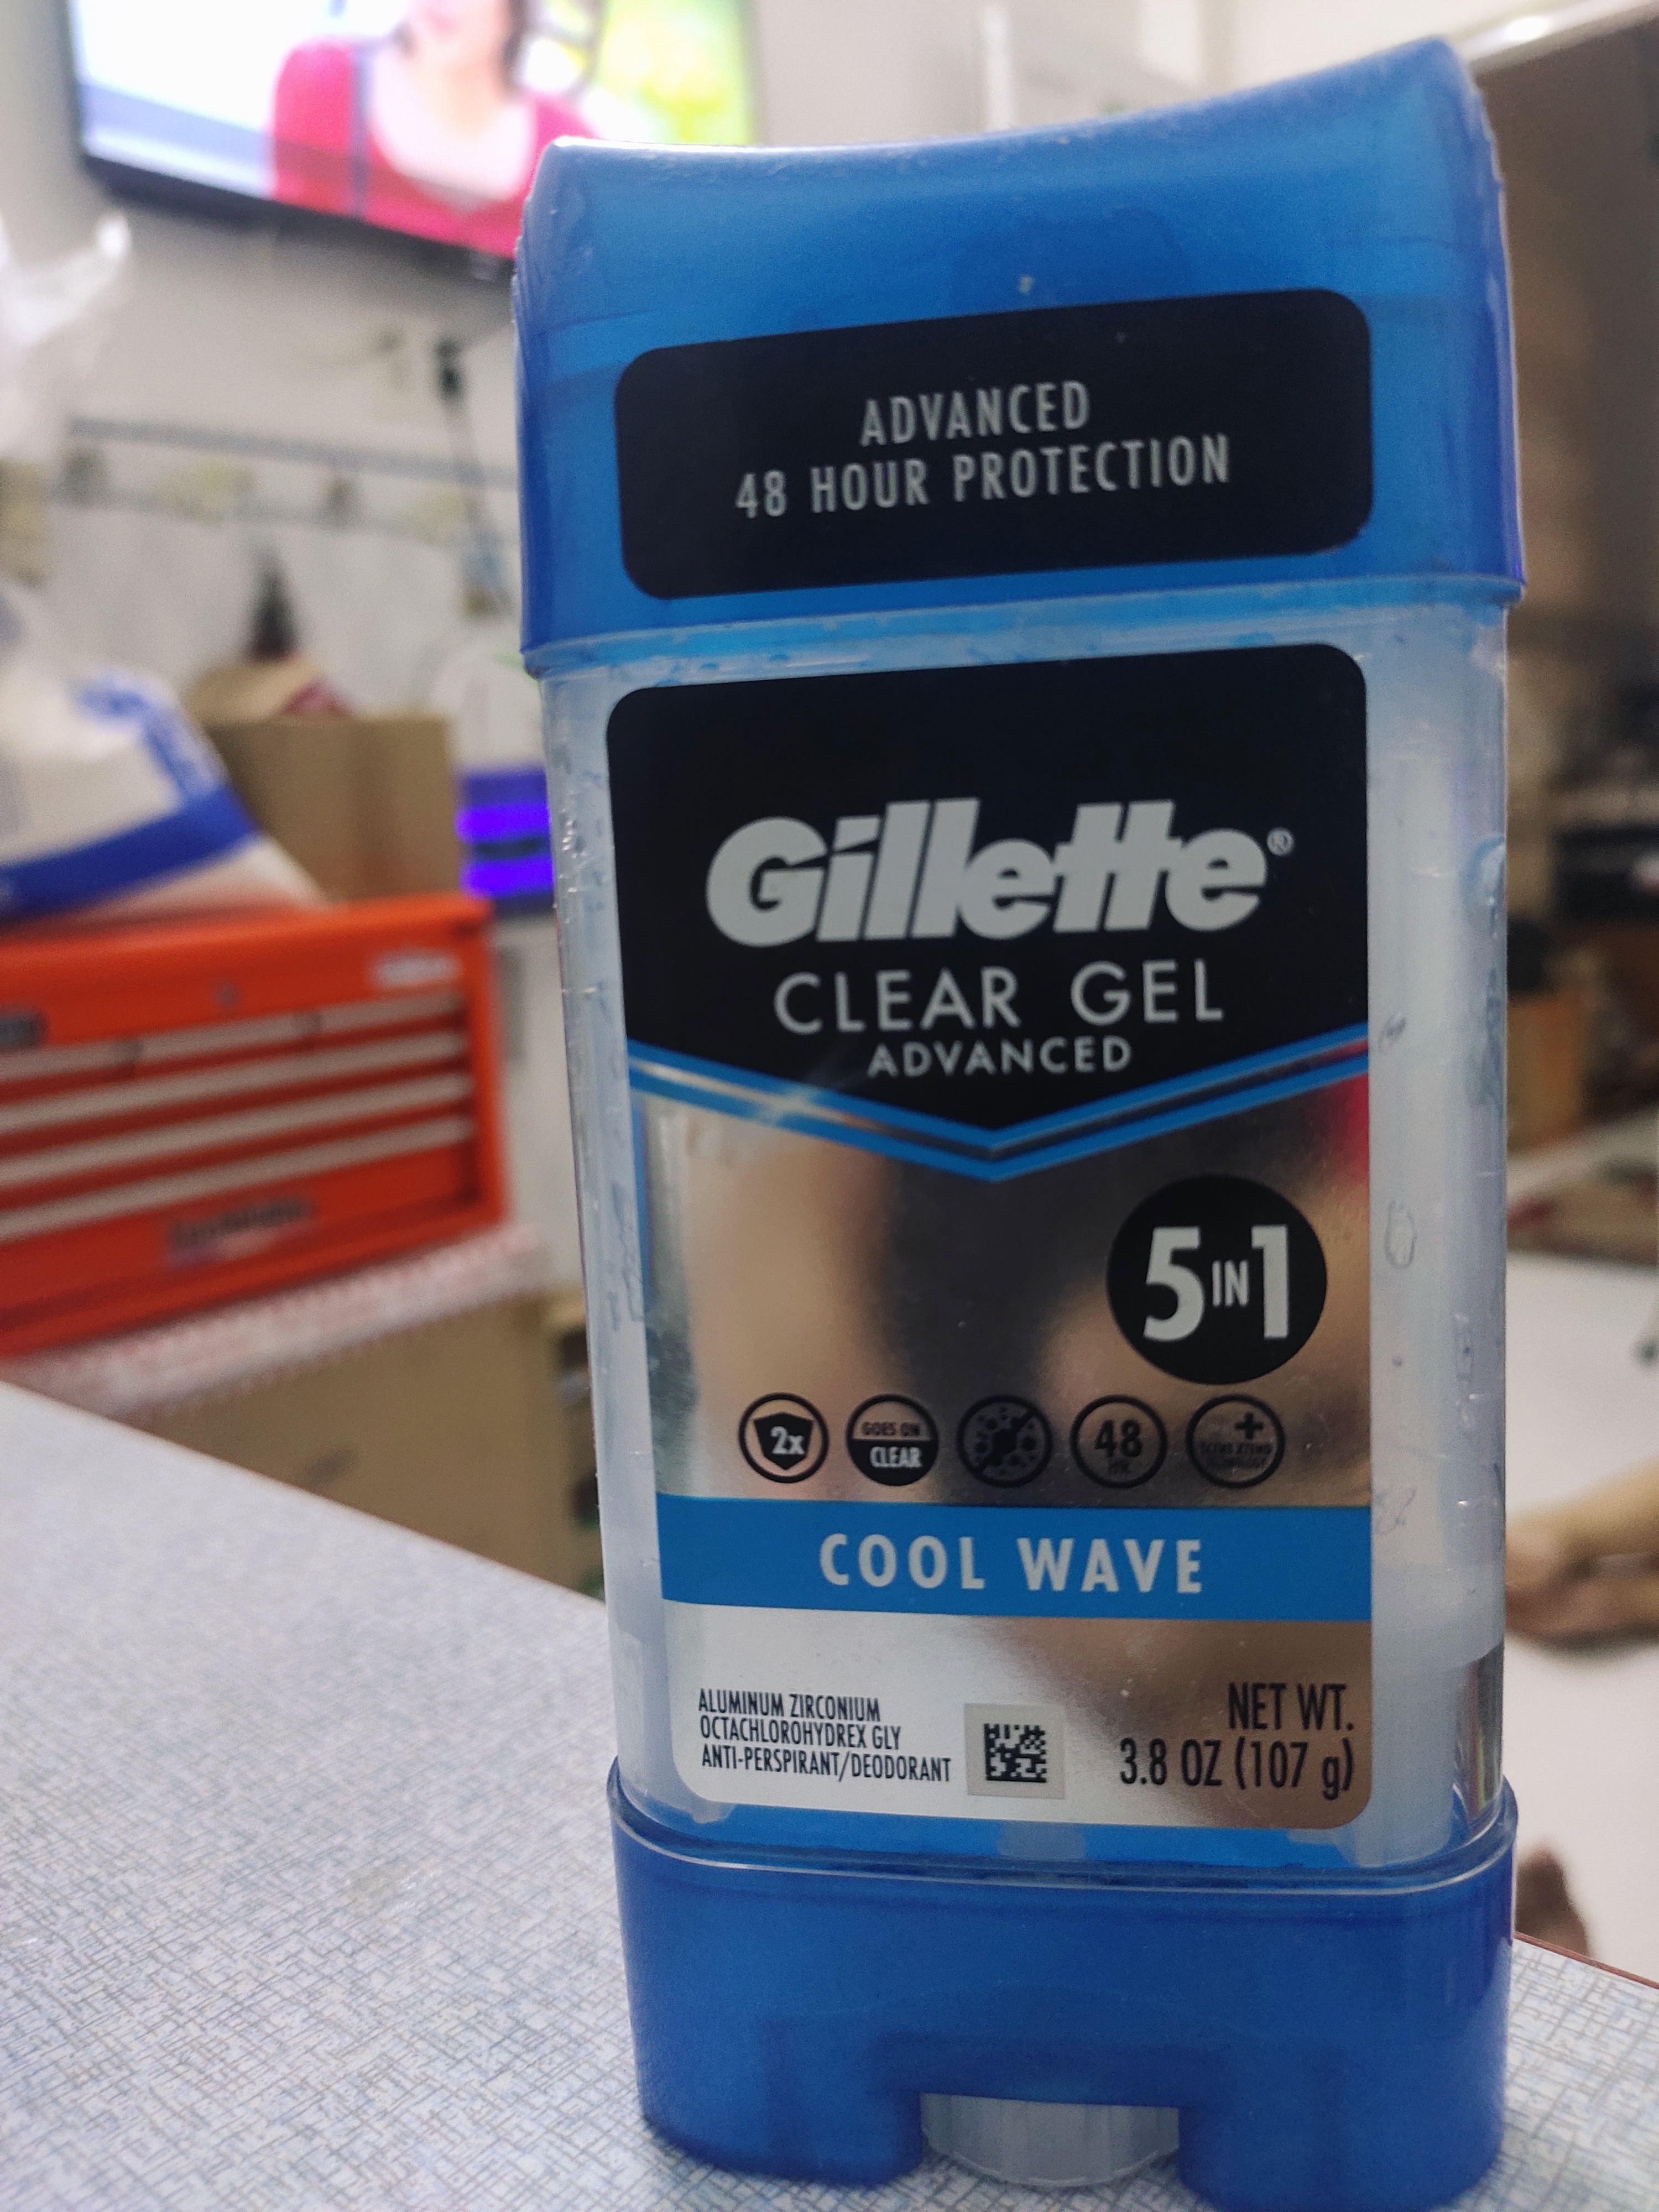 ADVANCED
48 HOUR PROTECTION
Gillette®
CLEAR GEL
ADVANCED
5 IN 1
2x
GOES ON
CLEAR
48
HR
+
COOL WAVE
ALUMINUM ZIRCONIUM
OCTACHLOROHYDREX GLY
ANTI-PERSPIRANT/DEODORANT
NET WT.
3.8 OZ (107 g)